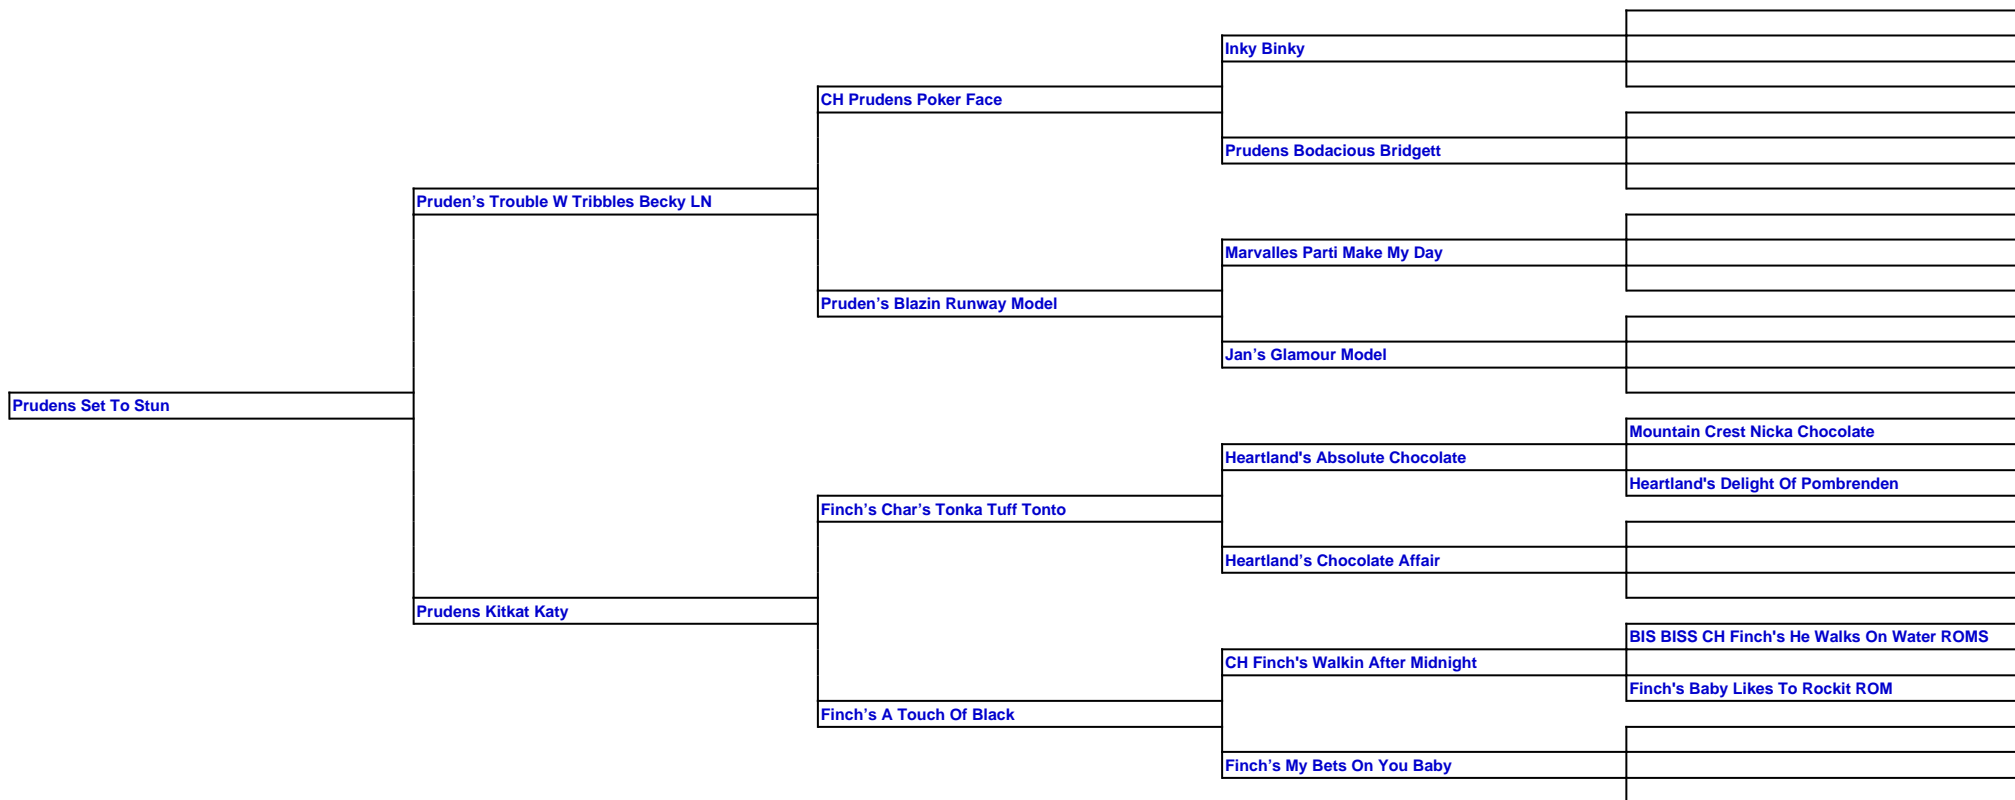 Inky Binky
CH Prudens Poker Face
Prudens Bodacious Bridgett
Pruden’s Trouble W Tribbles Becky LN
Marvalles Parti Make My Day
Pruden’s Blazin Runway Model
Jan’s Glamour Model
Prudens Set To Stun
Mountain Crest Nicka Chocolate
Heartland's Absolute Chocolate
Heartland's Delight Of Pombrenden
Finch’s Char’s Tonka Tuff Tonto
Heartland’s Chocolate Affair
Prudens Kitkat Katy
BIS BISS CH Finch's He Walks On Water ROMS
CH Finch's Walkin After Midnight
Finch's Baby Likes To Rockit ROM
Finch’s A Touch Of Black
Finch’s My Bets On You Baby